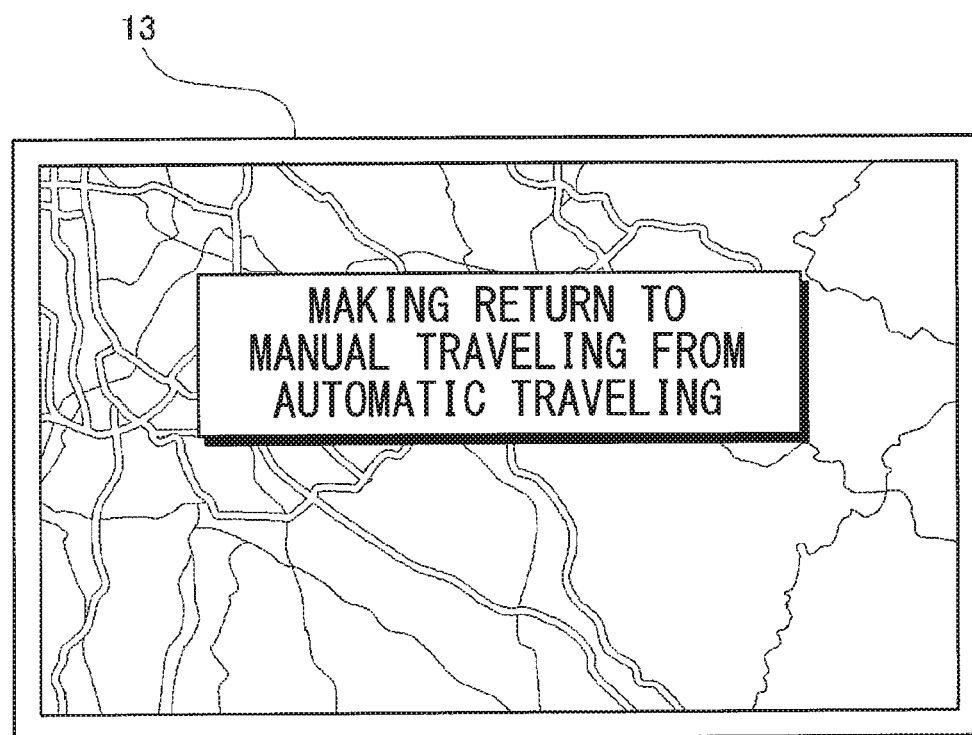 13
MAKING RETURN TO
MANUAL TRAVELING FROM
AUTOMATIC TRAVELING